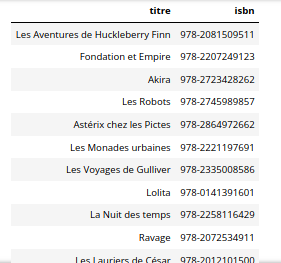 titre isbn
Les Aventures de Huckleberry Finn 978-2081509511
Fondation et Empire 978-2207249123
Akira 978-2723428262
Les Robots 978-2745989857
Astérix chez les Pictes 978-2864972662
Les Monades urbaines 978-2221197691
Les Voyages de Gulliver 978-2335008586
Lolita 978-0141391601
La Nuit des temps 978-2258116429
Ravage 978-2072534911
Les Lauriers de César 978-2012101500